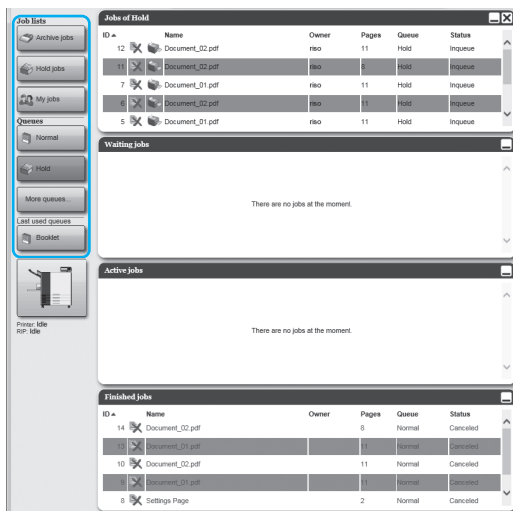 Job lists
Archive jobs
Hold jobs
My jobs
Queues
Normal
Hold
More queues...
Last used queues
Booklet
Printer: Idle
RIP: Idle
Jobs of Hold
ID Name Owner Pages Queue Status
12 Document_02.pdf riso 11 Hold Inqueue
11 Document_02.pdf riso 8 Hold Inqueue
7 Document_01.pdf riso 11 Hold Inqueue
6 Document_02.pdf riso 11 Hold Inqueue
5 Document_01.pdf riso 11 Hold Inqueue
Waiting jobs
There are no jobs at the moment.
Active jobs
There are no jobs at the moment.
Finished jobs
ID Name Owner Pages Queue Status
14 Document_02.pdf 8 Normal Canceled
13 Document_01.pdf 11 Normal Canceled
10 Document_02.pdf 11 Normal Canceled
9 Document_01.pdf 11 Normal Canceled
8 Settings Page 2 Normal Canceled